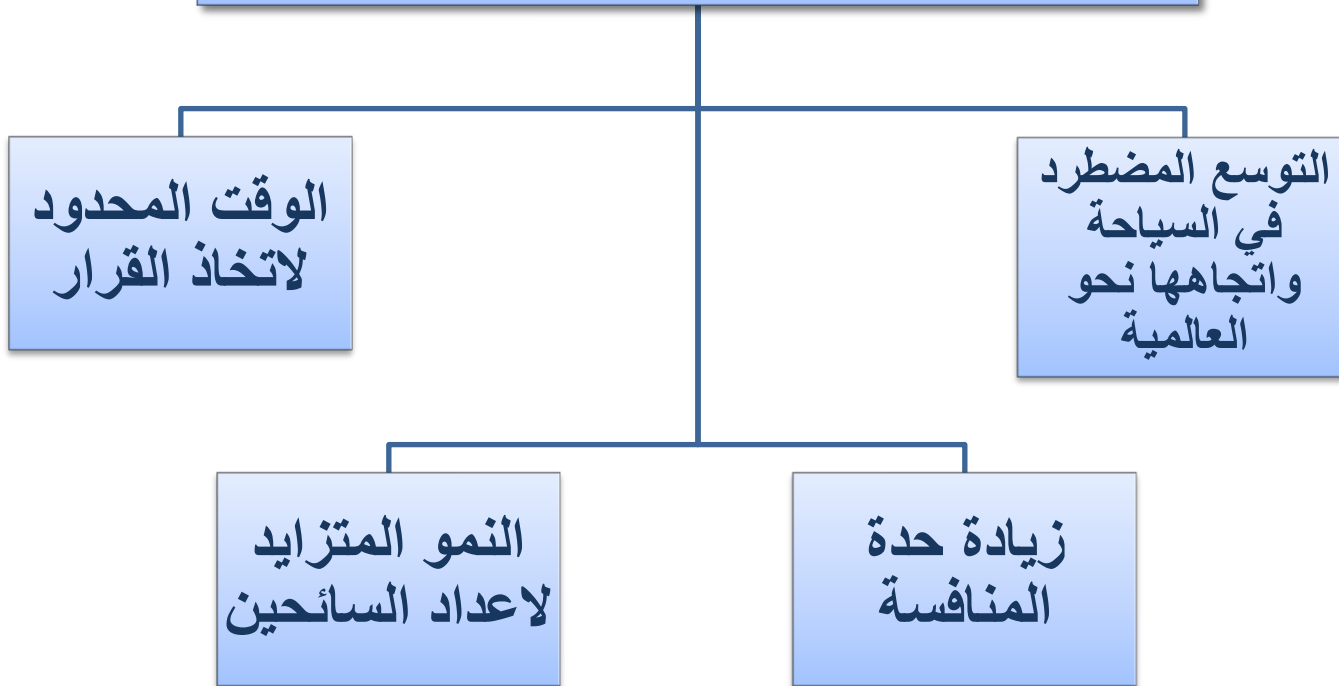 التوسع المضطرد
في السياحة
واتجاهها نحو
العالمية
الوقت المحدود
لاتخاذ القرار
زيادة حدة
المنافسة
النمو المتزايد
لاعداد السائحين